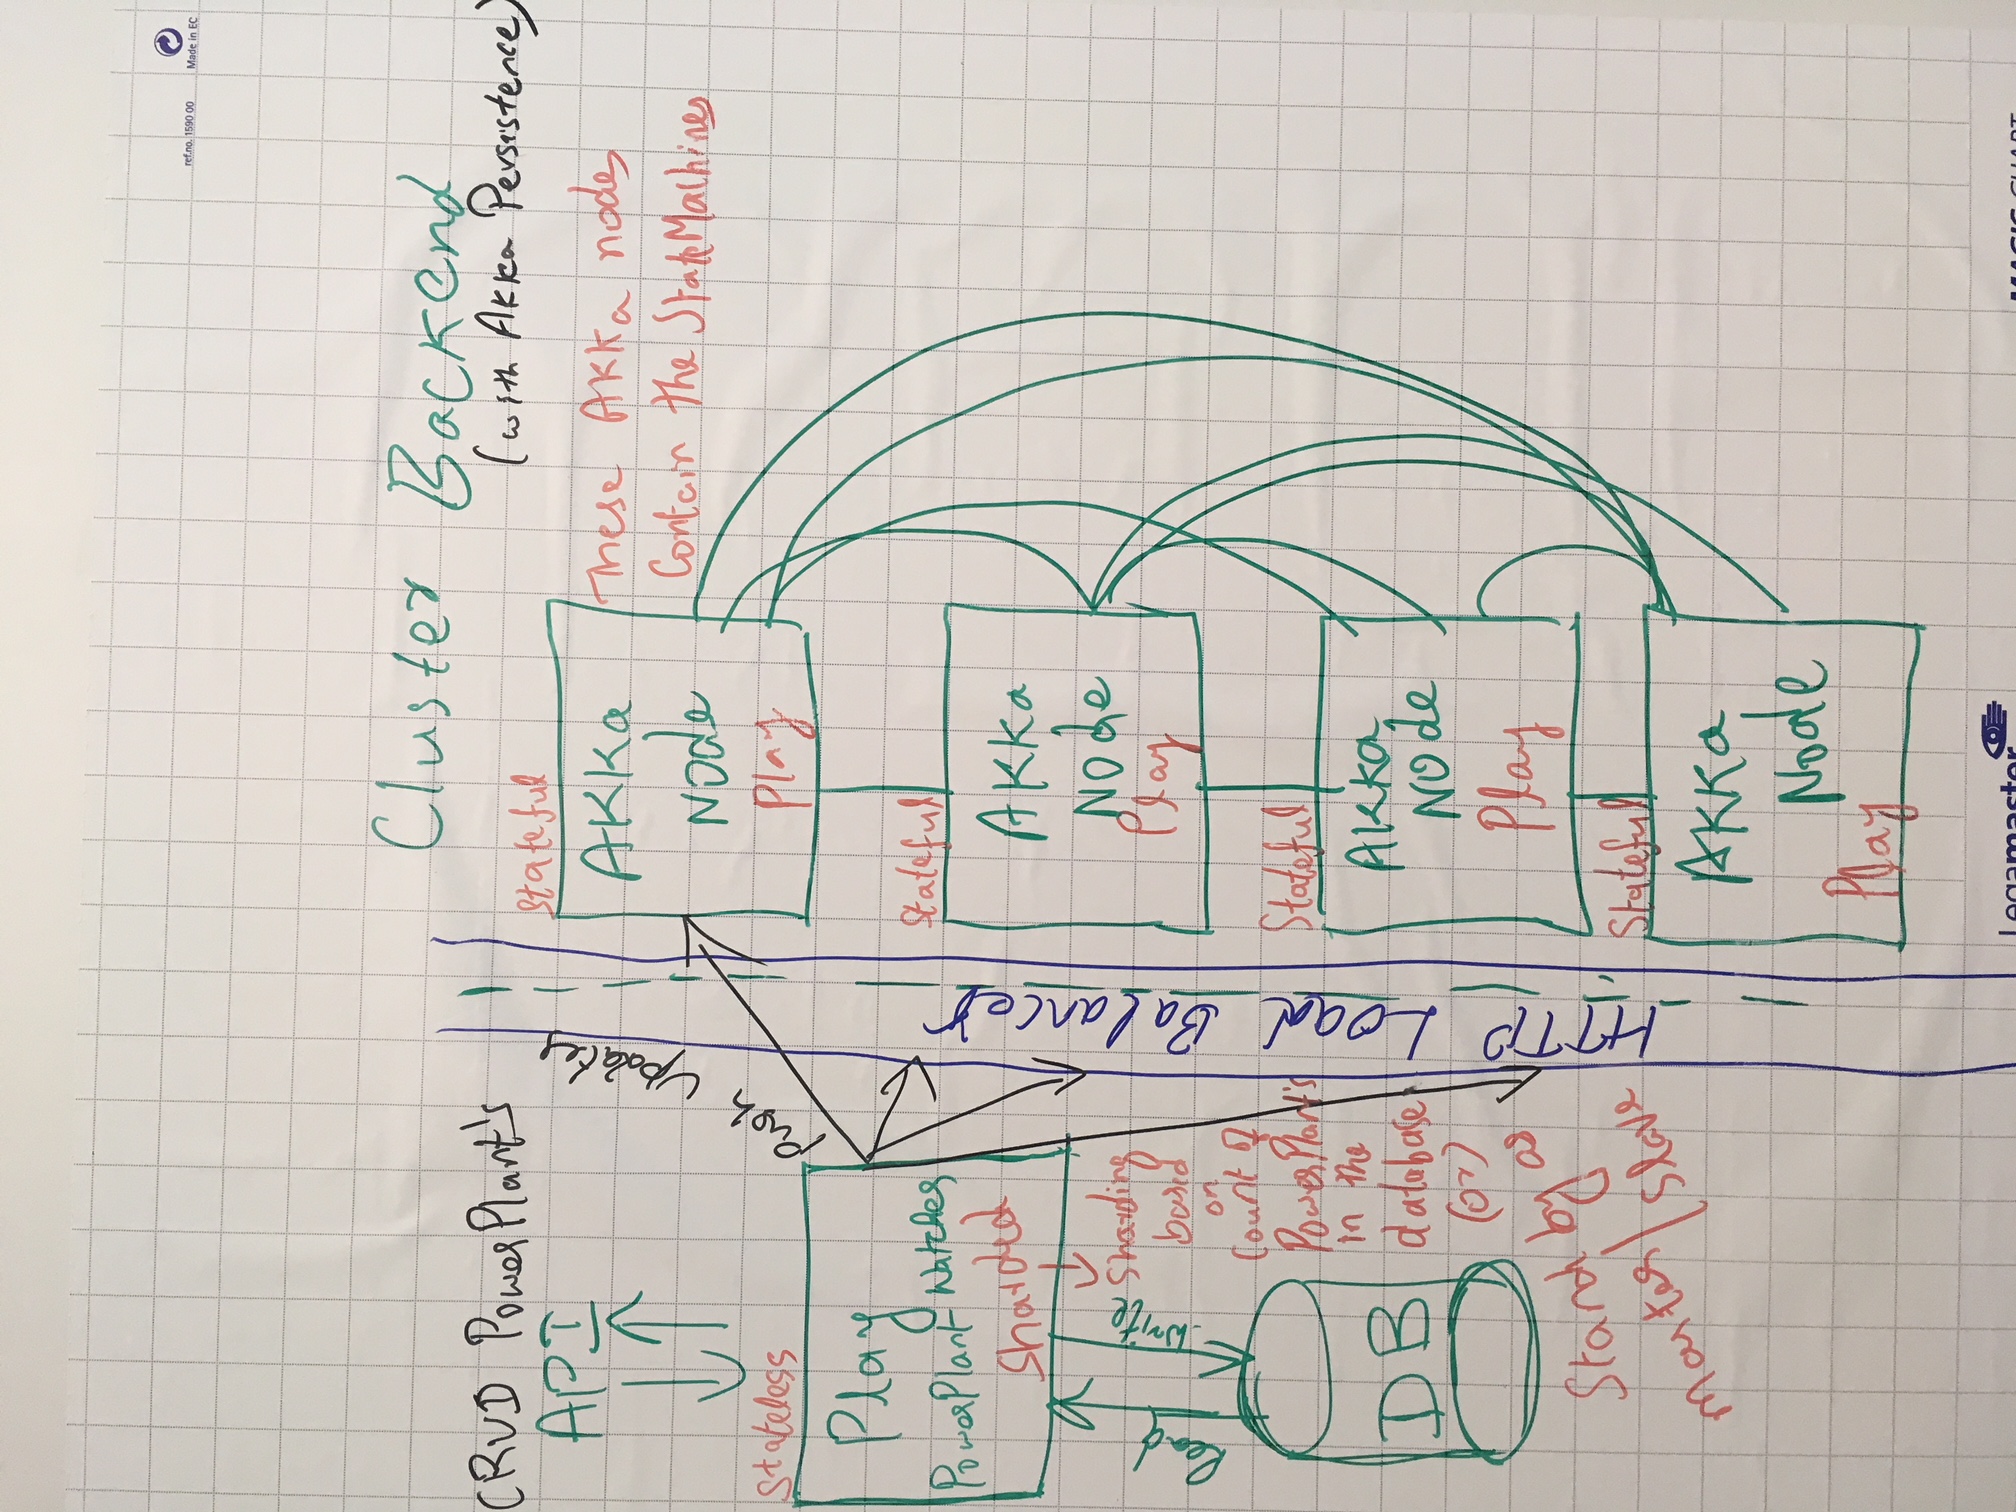 ref.no. 1590 00
Made in EC
Cluster Backend
(with Akka Persistence)
CRUD PowerPlant's
API
Stateless
Play
PowerPlant Watches
Sharded
Sharding
based
on
Count of
PowerPlant's
in the
database
(or)
Stand by as
master / Slave
Read
Write
DB
Push Updates
HTTP Load Balancer
Stateful
AKKa
Node
Play
These AKKa nodes
Contain the StateMachines
Stateful
AKKa
Node
Play
Stateful
AKKa
Node
Play
Stateful
AKKa
Node
Play
Legamaster
MAGIC CHART